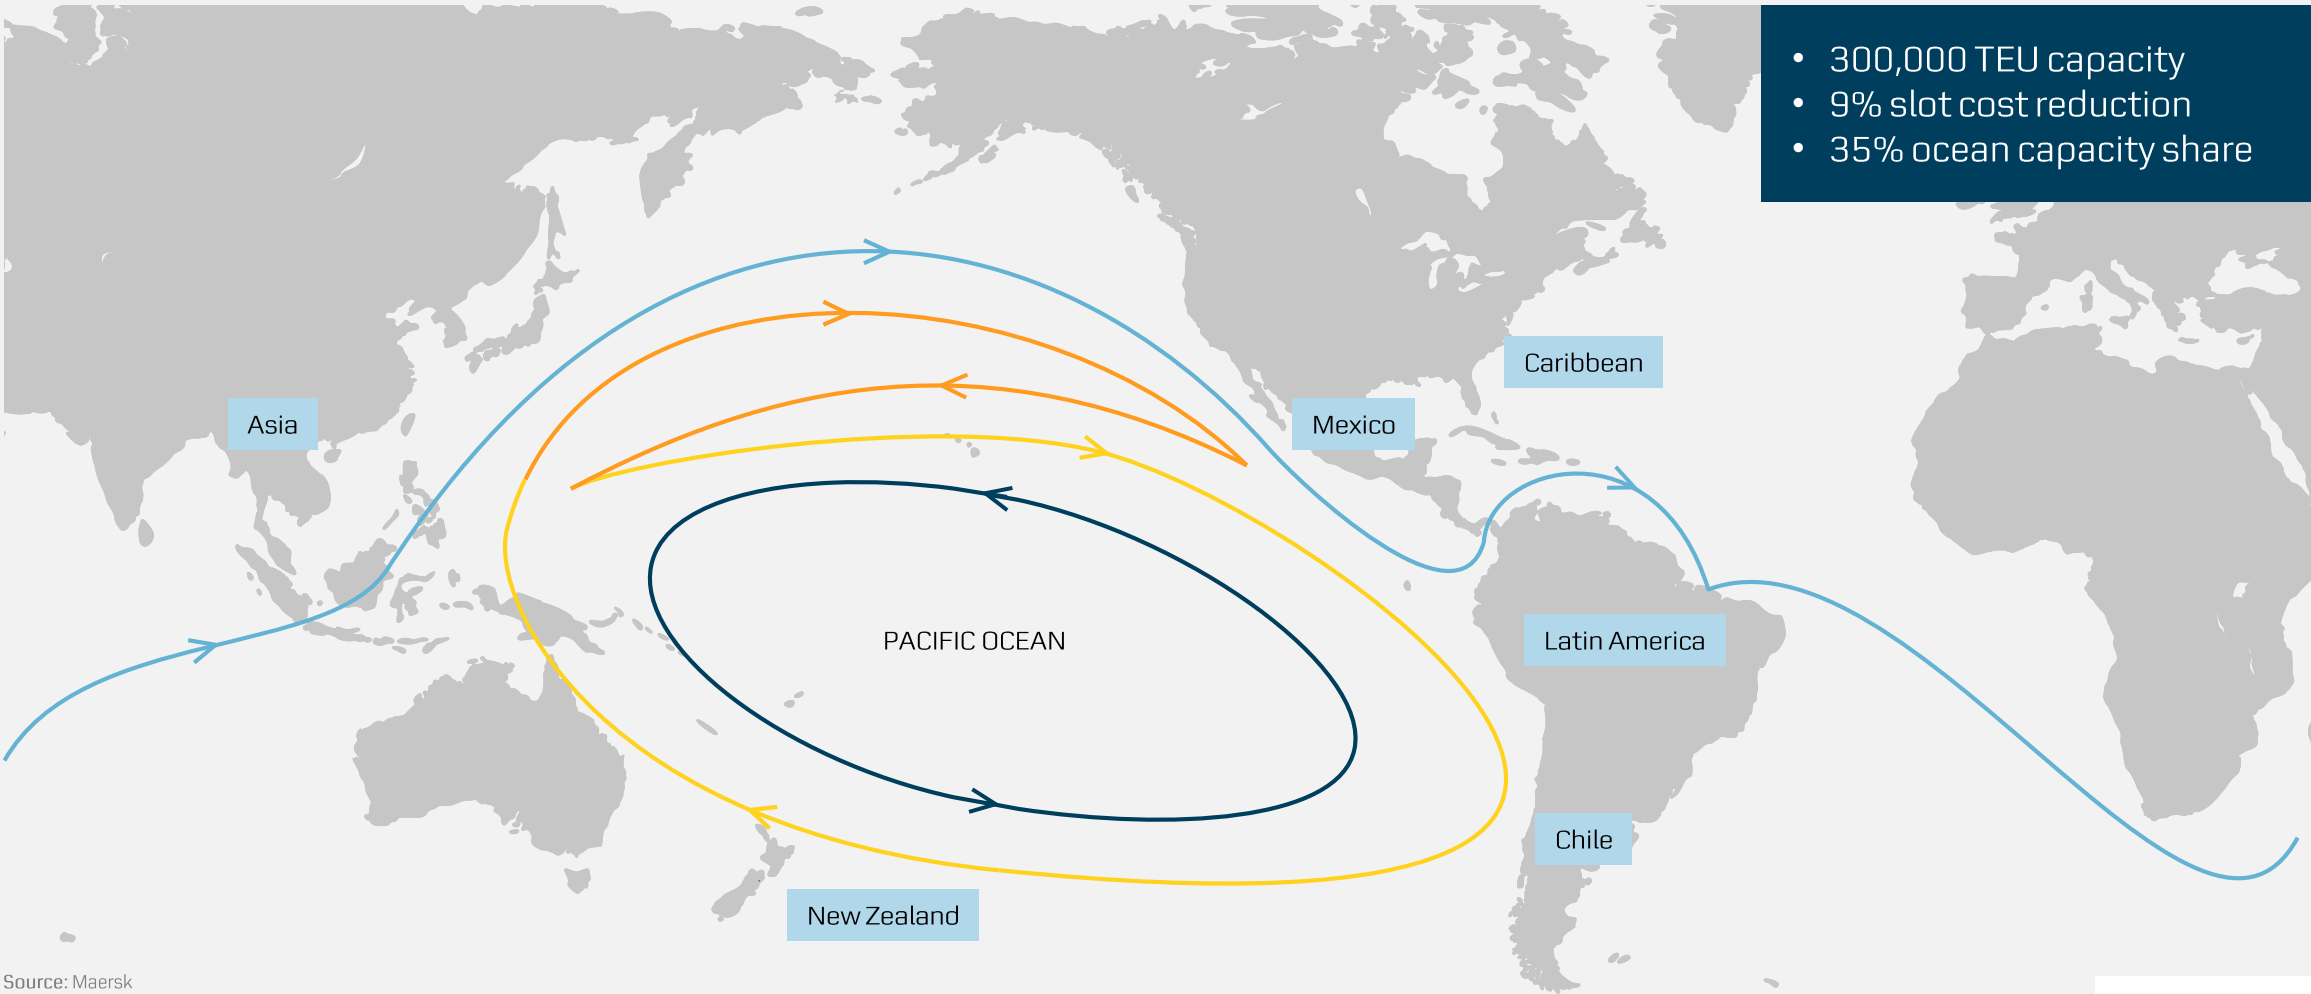 • 300,000 TEU capacity
• 9% slot cost reduction
• 35% ocean capacity share
Caribbean
Asia
Mexico
PACIFIC OCEAN
Latin America
Chile
New Zealand
Source: Maersk